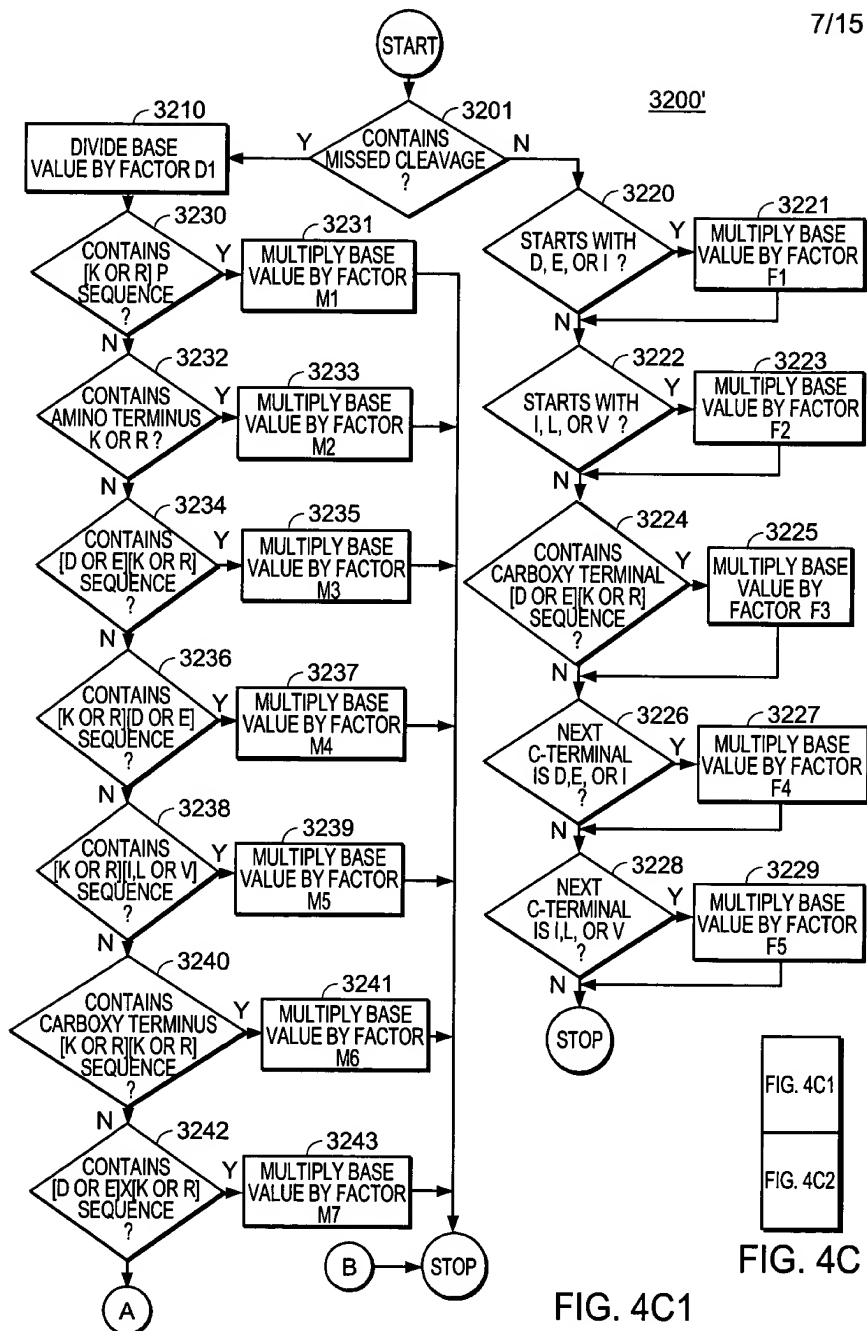 7/15
START
3200'
3201
CONTAINS
MISSED CLEAVAGE
?
Y
N
3210
DIVIDE BASE
VALUE BY FACTOR D1
3230
CONTAINS
[K OR R] P
SEQUENCE
?
Y
N
3231
MULTIPLY BASE
VALUE BY FACTOR
M1
3232
CONTAINS
AMINO TERMINUS
K OR R ?
Y
N
3233
MULTIPLY BASE
VALUE BY FACTOR
M2
3234
CONTAINS
[D OR E][K OR R]
SEQUENCE
?
Y
N
3235
MULTIPLY BASE
VALUE BY FACTOR
M3
3236
CONTAINS
[K OR R][D OR E]
SEQUENCE
?
Y
N
3237
MULTIPLY BASE
VALUE BY FACTOR
M4
3238
CONTAINS
[K OR R][I,L OR V]
SEQUENCE
?
Y
N
3239
MULTIPLY BASE
VALUE BY FACTOR
M5
3240
CONTAINS
CARBOXY TERMINUS
[K OR R][K OR R]
SEQUENCE
?
Y
N
3241
MULTIPLY BASE
VALUE BY FACTOR
M6
3242
CONTAINS
[D OR E]X[K OR R]
SEQUENCE
?
Y
N
3243
MULTIPLY BASE
VALUE BY FACTOR
M7
A
B
STOP
3220
STARTS WITH
D, E, OR I ?
Y
N
3221
MULTIPLY BASE
VALUE BY FACTOR
F1
3222
STARTS WITH
I, L, OR V ?
Y
N
3223
MULTIPLY BASE
VALUE BY FACTOR
F2
3224
CONTAINS
CARBOXY TERMINAL
[D OR E][K OR R]
SEQUENCE
?
Y
N
3225
MULTIPLY BASE
VALUE BY
FACTOR F3
3226
NEXT
C-TERMINAL
IS D,E, OR I
?
Y
N
3227
MULTIPLY BASE
VALUE BY FACTOR
F4
3228
NEXT
C-TERMINAL
IS I,L, OR V
?
Y
N
3229
MULTIPLY BASE
VALUE BY FACTOR
F5
STOP
FIG. 4C1
FIG. 4C2
FIG. 4C
FIG. 4C1